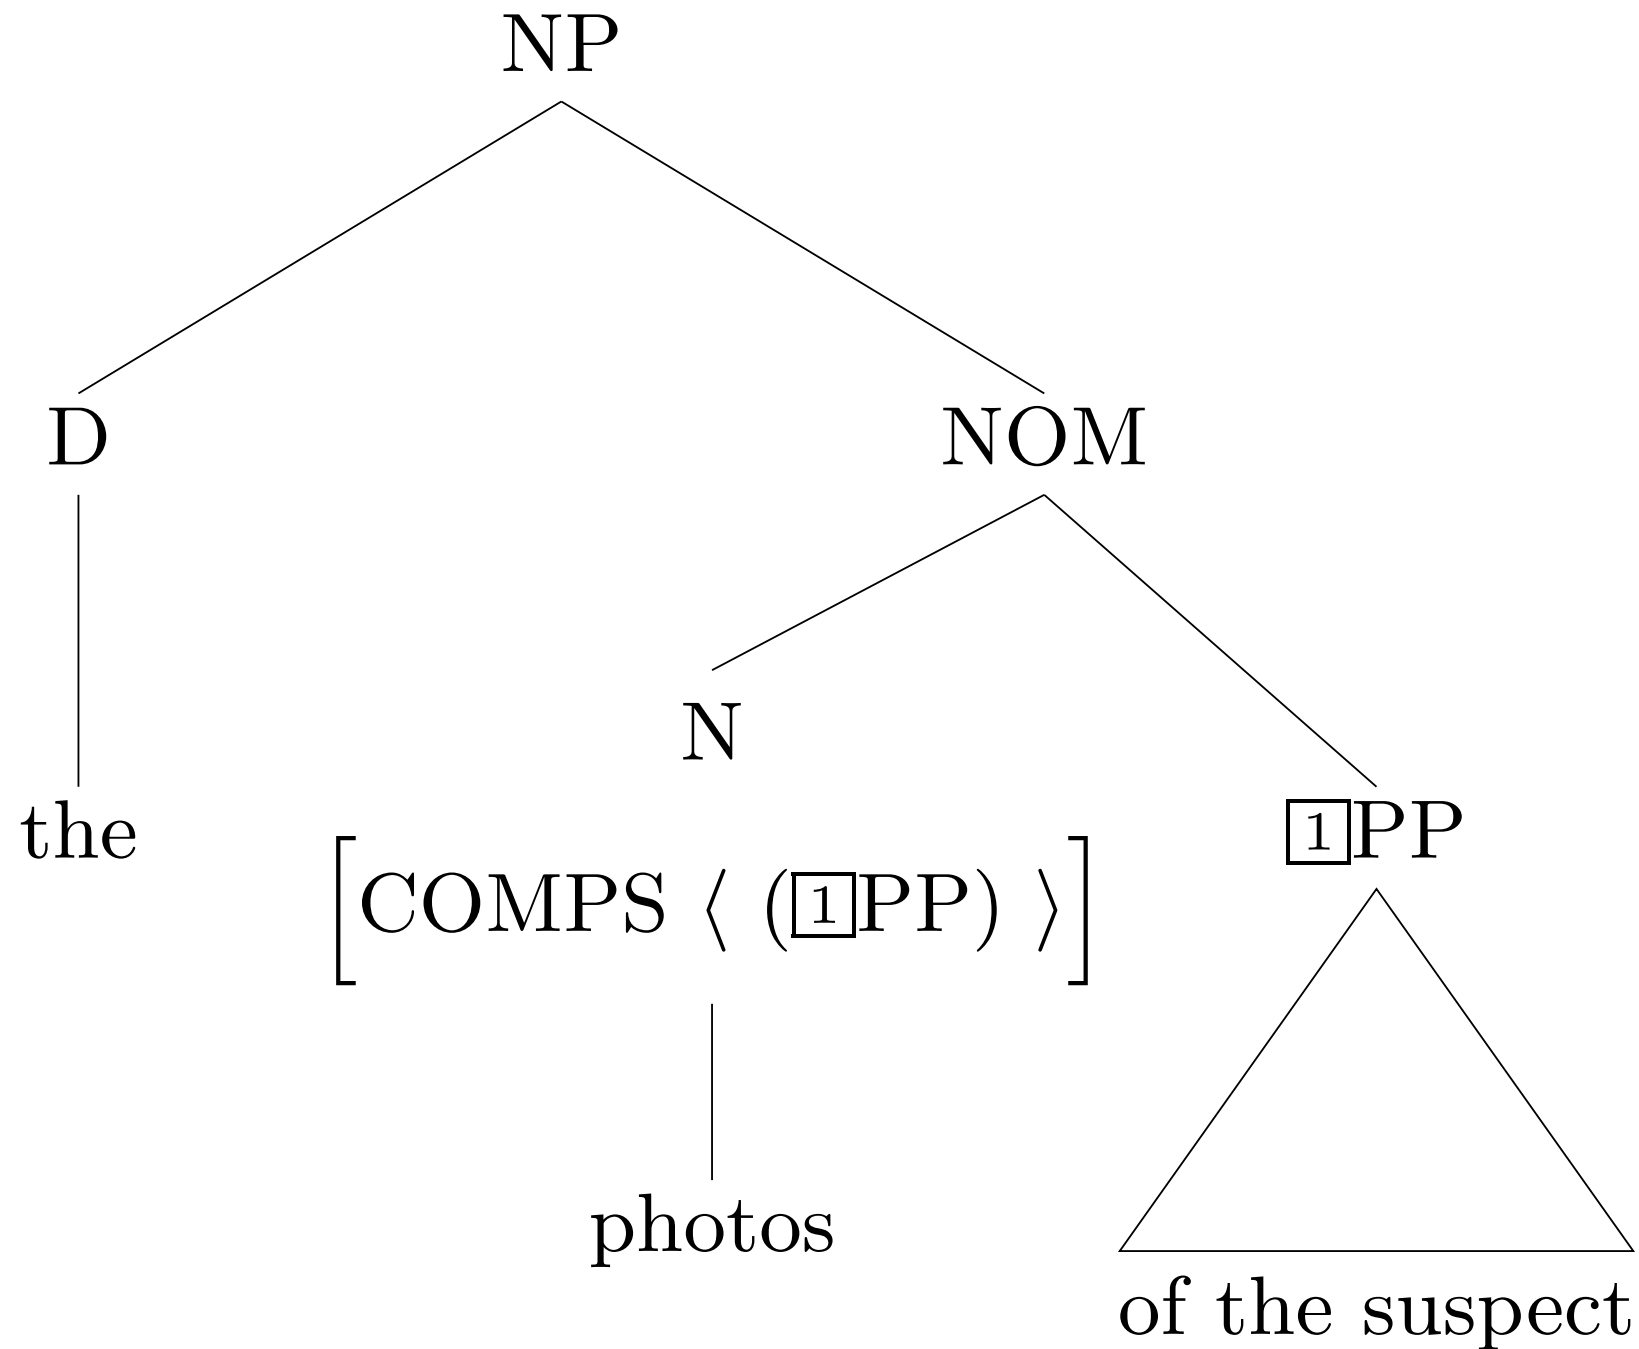 NP
D NOM
N
the 1PP
[COMPS ⟨ (1PP) ⟩]
photos
of the suspect